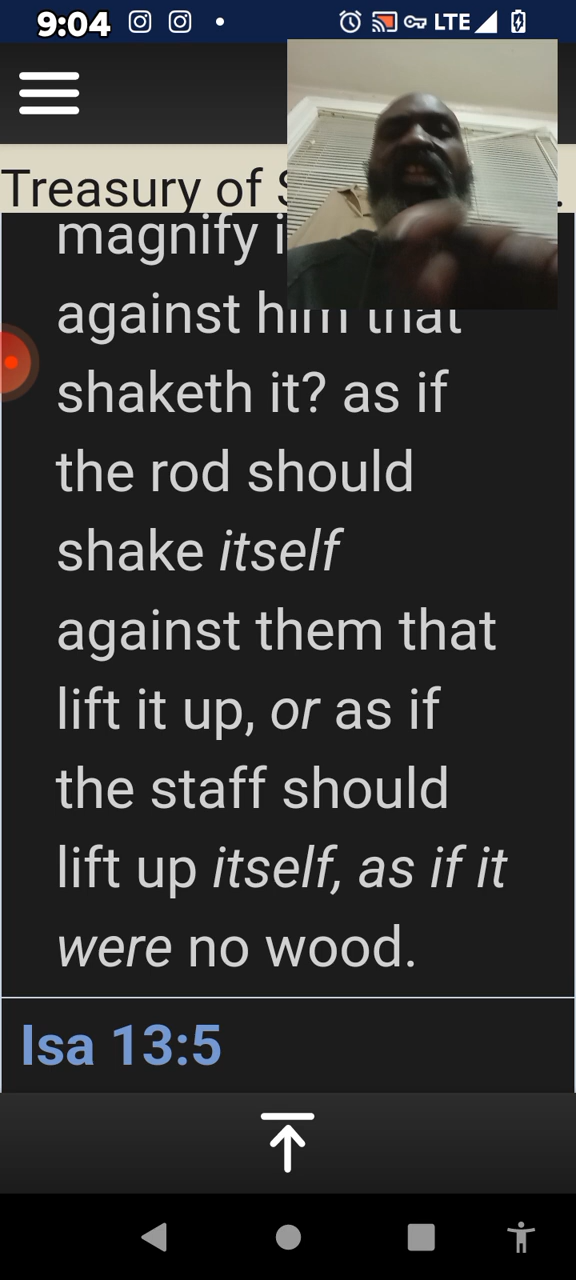 9:04 LTE
Treasury of
magnify
against him that
shaketh it? as if
the rod should
shake itself
against them that
lift it up, or as if
the staff should
lift up itself, as if it
were no wood.
Isa 13:5